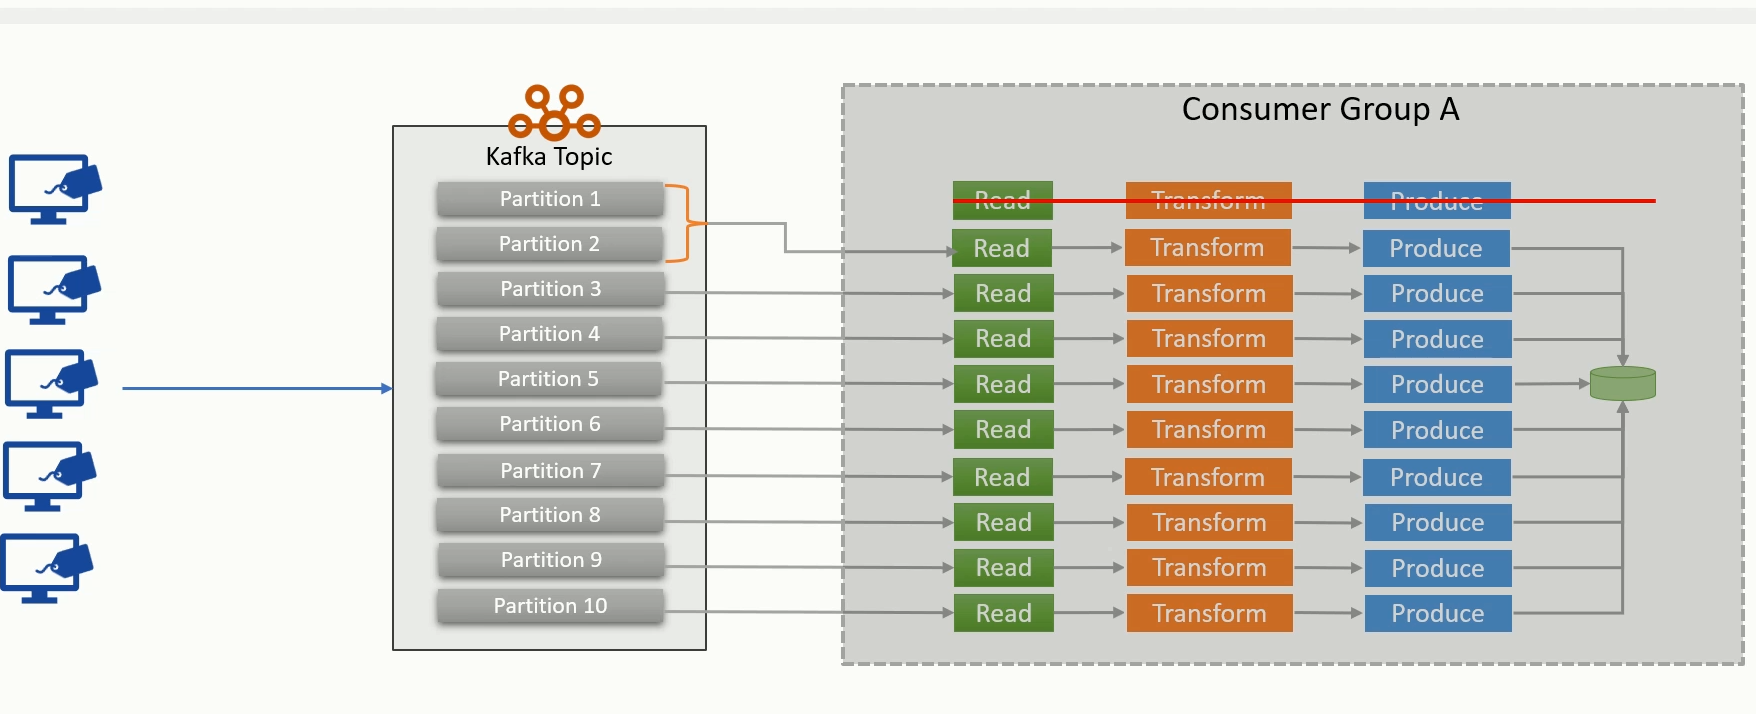 Consumer Group A
Kafka Topic
Partition 1
Read Transform Produce
Partition 2
Read Transform Produce
Partition 3
Read Transform Produce
Partition 4
Read Transform Produce
Partition 5
Read Transform Produce
Partition 6
Read Transform Produce
Partition 7
Read Transform Produce
Partition 8
Read Transform Produce
Partition 9
Read Transform Produce
Partition 10
Read Transform Produce